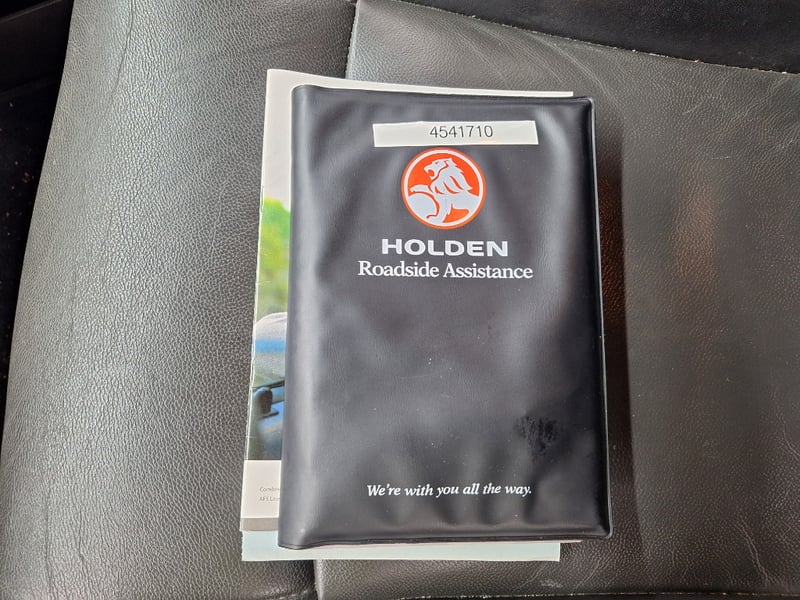 4541710
HOLDEN
Roadside Assistance
We're with you all the way.